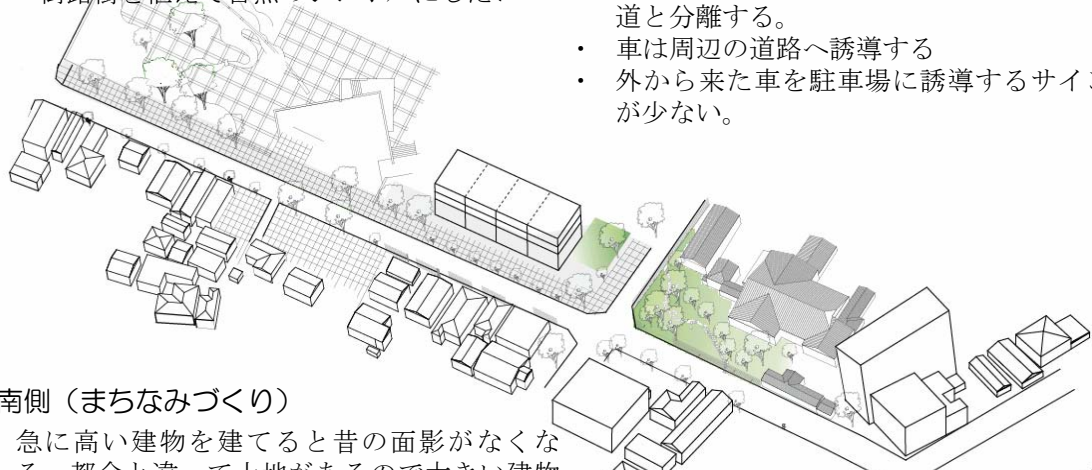 道と分離する。
・ 車は周辺の道路へ誘導する
・ 外から来た車を駐車場に誘導するサイン
が少ない。
南側（まちなみづくり）
急に高い建物を建てると昔の面影がなくな
る。都会と違って土地があるので大きい建物